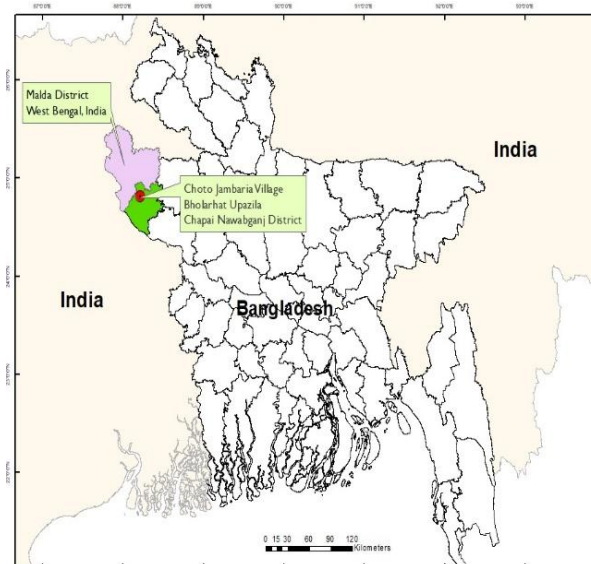 Malda District
West Bengal, India
India
Choto Jambaria Village
Bholarhat Upazila
Chapai Nawabganj District
India
Bangladesh
0 15 30 60 90 120
Kilometers